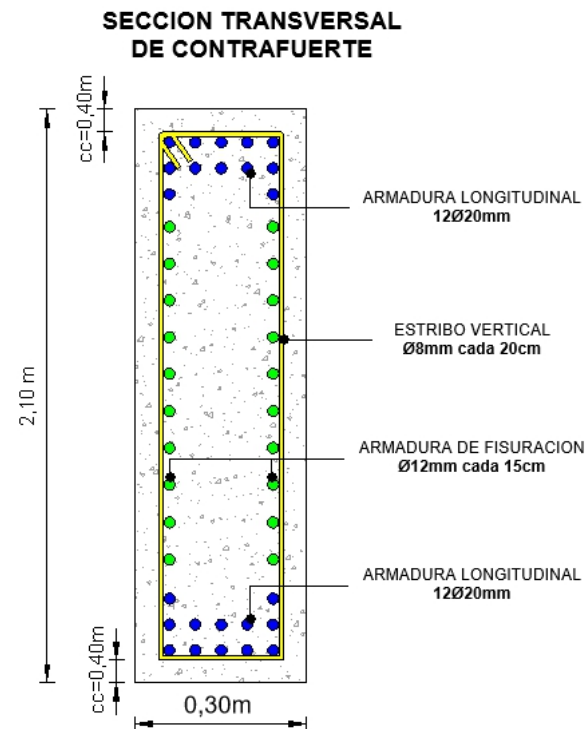 SECCION TRANSVERSAL
DE CONTRAFUERTE
cc=0,40m
ARMADURA LONGITUDINAL
12Ø20mm
ESTRIBO VERTICAL
Ø8mm cada 20cm
2,10 m
ARMADURA DE FISURACION
Ø12mm cada 15cm
ARMADURA LONGITUDINAL
12Ø20mm
cc=0,40m
0,30m